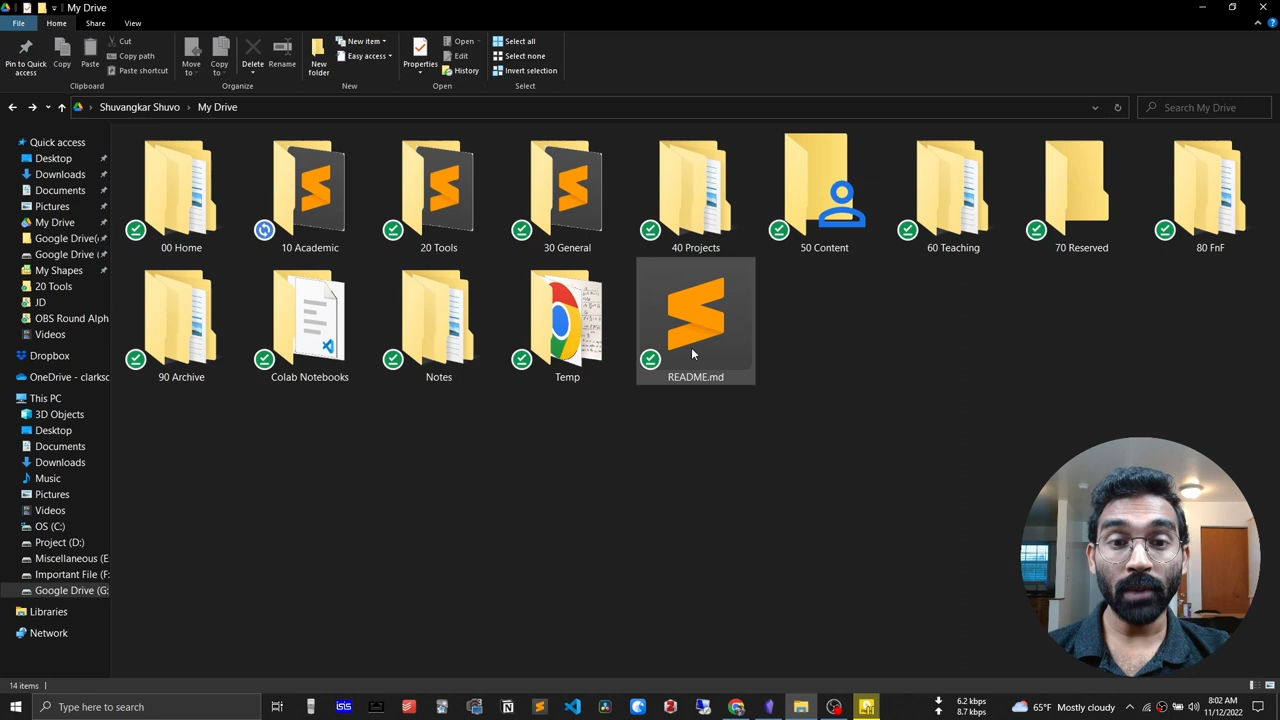 My Drive
File
Home
Share
View
Pin to Quick access
Copy
Paste
Cut
Copy path
Paste shortcut
Clipboard
Move to
Copy to
Delete
Rename
Organize
New folder
New item
Easy access
New
Properties
Open
Edit
History
Open
Select all
Select none
Invert selection
Select
Shuvangkar Shuvo > My Drive
Search My Drive
Quick access
Desktop
Downloads
Documents
Pictures
My Drive
Google Drive(
Google Drive (
My Shapes
20 Tools
JD
OBS Round Alph
Videos
Dropbox
OneDrive - clarkso
This PC
3D Objects
Desktop
Documents
Downloads
Music
Pictures
Videos
OS (C:)
Project (D:)
Miscellaneous (E
Important File (F:
Google Drive (G:
Libraries
Network
00 Home
10 Academic
20 Tools
30 General
40 Projects
50 Content
60 Teaching
70 Reserved
80 FnF
90 Archive
Colab Notebooks
Notes
Temp
README.md
14 items
Type here to search
isis
6.2 kbps
8.7 kbps
65°F Mostly cloudy
8:02 AM
11/12/2022